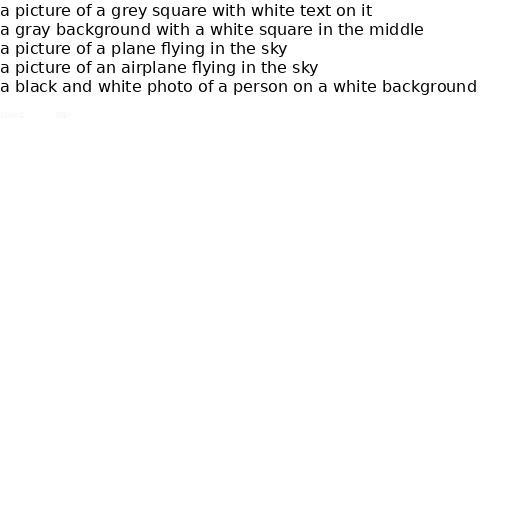 a picture of a grey square with white text on it
a gray background with a white square in the middle
a picture of a plane flying in the sky
a picture of an airplane flying in the sky
a black and white photo of a person on a white background